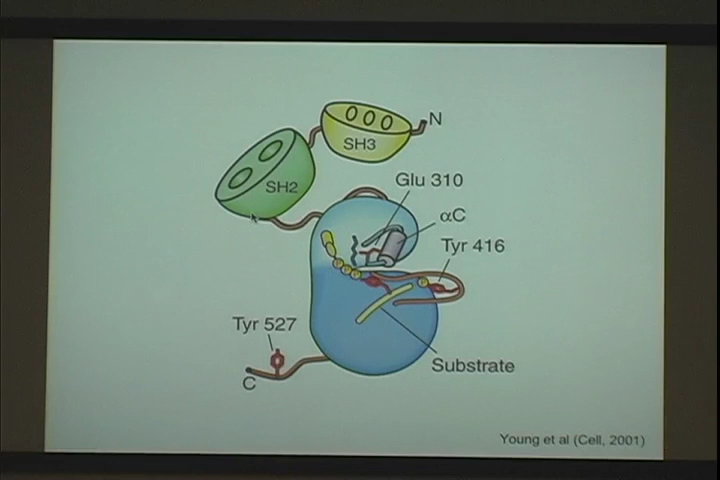 N
SH3
SH2
Glu 310
αC
Tyr 416
Tyr 527
C
Substrate
Young et al (Cell, 2001)